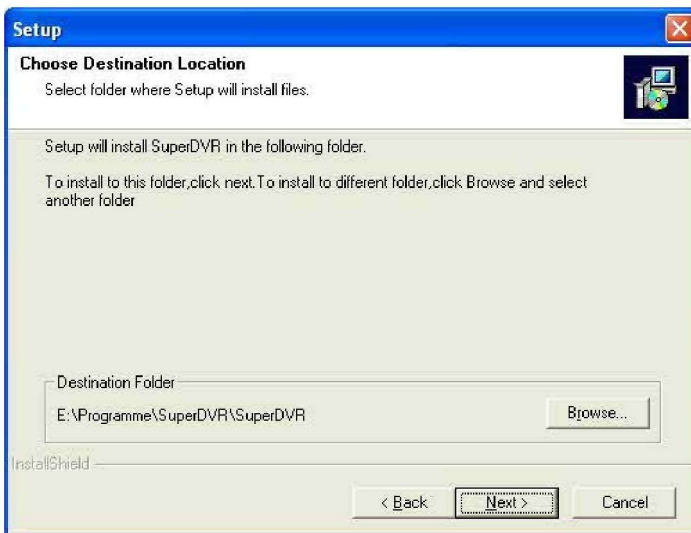 Setup
Choose Destination Location
Select folder where Setup will install files.
Setup will install SuperDVR in the following folder.
To install to this folder,click next.To install to different folder,click Browse and select
another folder
Destination Folder
E:\Programme\SuperDVR\SuperDVR
Browse...
InstallShield
< Back
Next >
Cancel